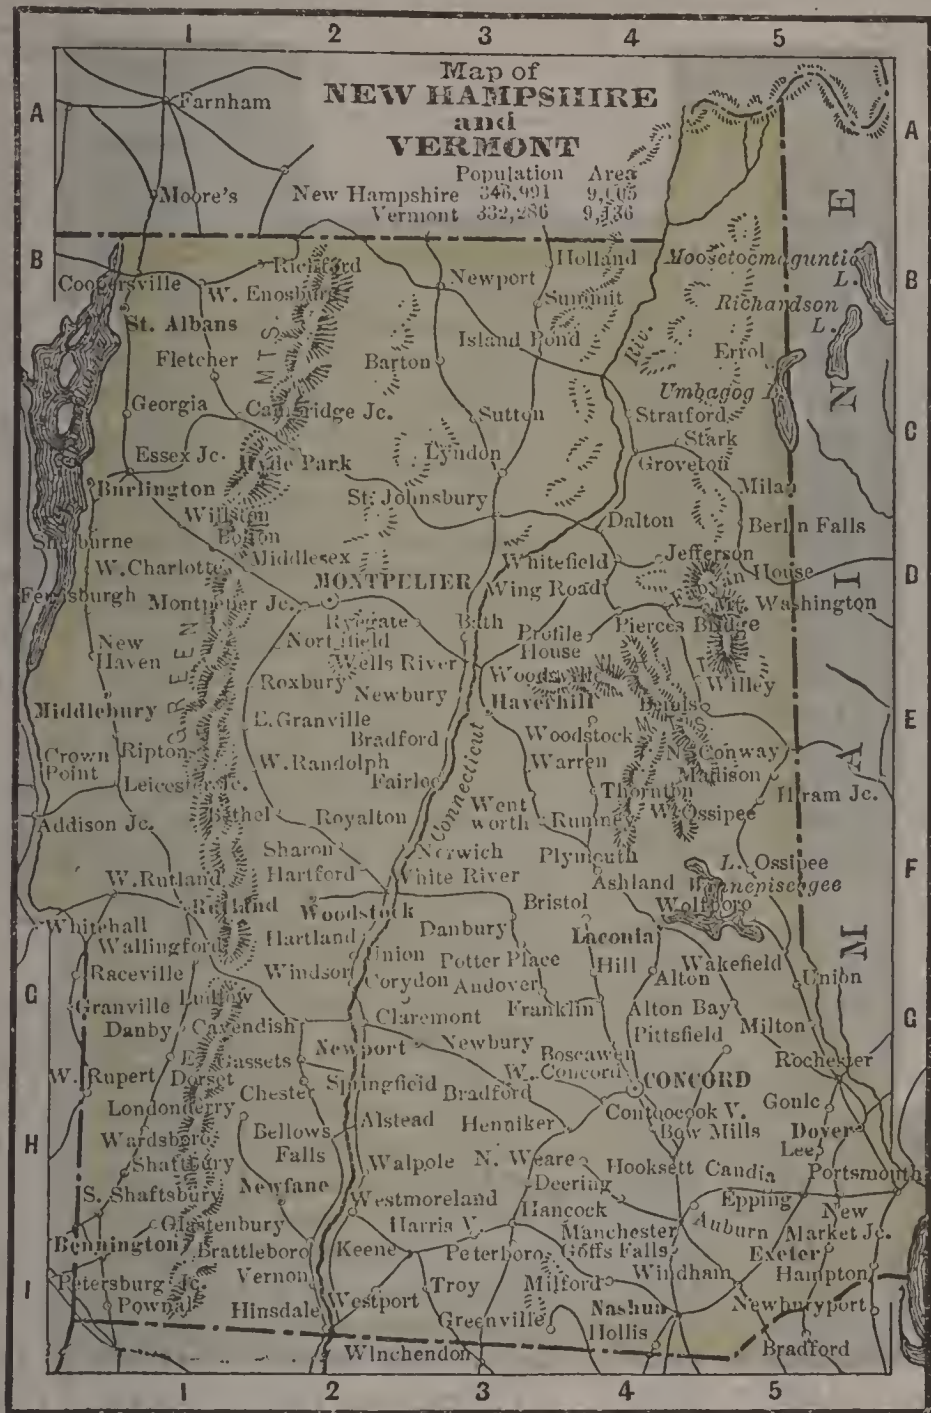 1 2 3 4 5
Map of
NEW HAMPSHIRE
and
VERMONT
Population Area
New Hampshire 346,991
Vermont 332,286
A
A
Farnham
Moore's
E
B
B
Richford
Holland
Moosetocmaguntic
L.
Coopersville
W. Enosburg
Newport
Summit
Richardson
L.
St. Albans
Island Pond
Riv.
Fletcher
MTS.
Barton
Errol
Umbagog L
N
Georgia
Cambridge Jc.
Sutton
Stratford
C
C
Essex Jc.
Hyde Park
Lyndon
Stark
Groveton
Burlington
St. Johnsbury
Milan
Williston
Dalton
Berlin Falls
Bolton
Shelburne
Middlesex
Whitefield
Jefferson
W. Charlotte
MONTPELIER
Wing Road
House
I
D
D
Ferrisburgh
Montpelier Jc.
Mt. Washington
Ryegate
Bath
Profile
House
Pierces Bridge
New
Haven
Northfield
Wells River
Woodsville
GREEN
Roxbury
Newbury
Willey
Middlebury
Haverhill
Bemis
E
E
E. Granville
Woodstock
Crown
Point
Ripton
Bradford
Warren
N. Conway
A
W. Randolph
Madison
Leicester Jc.
Fairlee
Connecticut
Thornton
Hiram Jc.
Addison Jc.
Bethel
Royalton
Went
worth
Rumney
W. Ossipee
Sharon
Norwich
Plymouth
L. Ossipee
F
F
W. Rutland
Hartford
White River
Ashland
Winnepiseogee
Rutland
Woodstock
Bristol
Wolfboro
Whitehall
Danbury
Laconia
M
Wallingford
Hartland
Union
Potter Place
Wakefield
Raceville
Windsor
Corydon
Andover
Hill
Alton
Union
G
G
Granville
Ludlow
Franklin
Alton Bay
Danby
Cavendish
Claremont
Pittsfield
Milton
Newport
Newbury
Boscawen
Rochester
E.
Dorset
Gassets
W. Concord
W. Rupert
Springfield
CONCORD
Chester
Bradford
Londonderry
Contoocook V.
Gonic
H
H
Alstead
Henniker
Bow Mills
Dover
Wardsboro
Bellows
Falls
Lee
Shaftbury
Walpole
N. Weare
Hooksett
Candia
Portsmouth
S. Shaftsbury
Newfane
Westmoreland
Deering
Epping
New
Market Jc.
Glastenbury
Harris V.
Hancock
Manchester
Auburn
Bennington
Brattleboro
Keene
Peterboro
Goffs Falls
Exeter
I
I
Petersburg Jc.
Vernon
Troy
Milford
Windham
Hampton
Pownal
Westport
Nashua
Newburyport
Hinsdale
Greenville
Hollis
Winchendon
Bradford
1 2 3 4 5